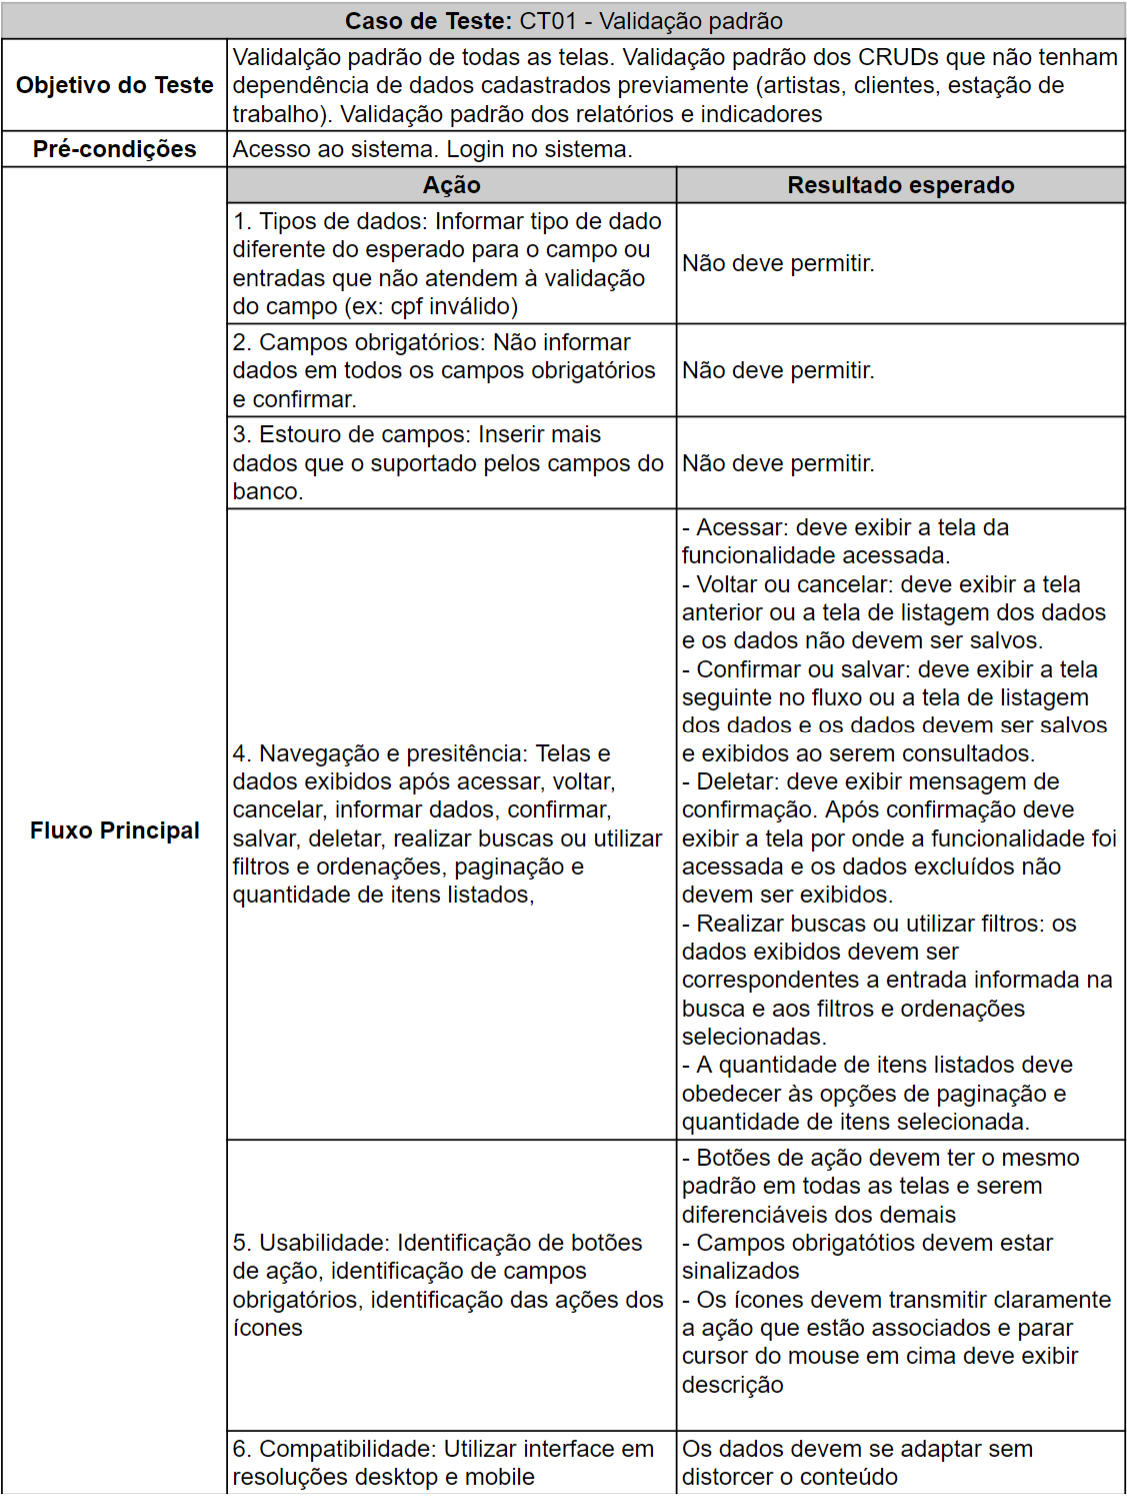 Caso de Teste: CT01 - Validação padrão
Objetivo do Teste
Validalção padrão de todas as telas. Validação padrão dos CRUDs que não tenham
dependência de dados cadastrados previamente (artistas, clientes, estação de
trabalho). Validação padrão dos relatórios e indicadores
Pré-condições
Acesso ao sistema. Login no sistema.
Fluxo Principal
Ação
Resultado esperado
1. Tipos de dados: Informar tipo de dado
diferente do esperado para o campo ou
entradas que não atendem à validação
do campo (ex: cpf inválido)
Não deve permitir.
2. Campos obrigatórios: Não informar
dados em todos os campos obrigatórios
e confirmar.
Não deve permitir.
3. Estouro de campos: Inserir mais
dados que o suportado pelos campos do
banco.
Não deve permitir.
4. Navegação e presitência: Telas e
dados exibidos após acessar, voltar,
cancelar, informar dados, confirmar,
salvar, deletar, realizar buscas ou utilizar
filtros e ordenações, paginação e
quantidade de itens listados,
- Acessar: deve exibir a tela da
funcionalidade acessada.
- Voltar ou cancelar: deve exibir a tela
anterior ou a tela de listagem dos dados
e os dados não devem ser salvos.
- Confirmar ou salvar: deve exibir a tela
seguinte no fluxo ou a tela de listagem
dos dados e os dados devem ser salvos
e exibidos ao serem consultados.
- Deletar: deve exibir mensagem de
confirmação. Após confirmação deve
exibir a tela por onde a funcionalidade foi
acessada e os dados excluídos não
devem ser exibidos.
- Realizar buscas ou utilizar filtros: os
dados exibidos devem ser
correspondentes a entrada informada na
busca e aos filtros e ordenações
selecionadas.
- A quantidade de itens listados deve
obedecer às opções de paginação e
quantidade de itens selecionada.
5. Usabilidade: Identificação de botões
de ação, identificação de campos
obrigatórios, identificação das ações dos
ícones
- Botões de ação devem ter o mesmo
padrão em todas as telas e serem
diferenciáveis dos demais
- Campos obrigatótios devem estar
sinalizados
- Os ícones devem transmitir claramente
a ação que estão associados e parar
cursor do mouse em cima deve exibir
descrição
6. Compatibilidade: Utilizar interface em
resoluções desktop e mobile
Os dados devem se adaptar sem
distorcer o conteúdo